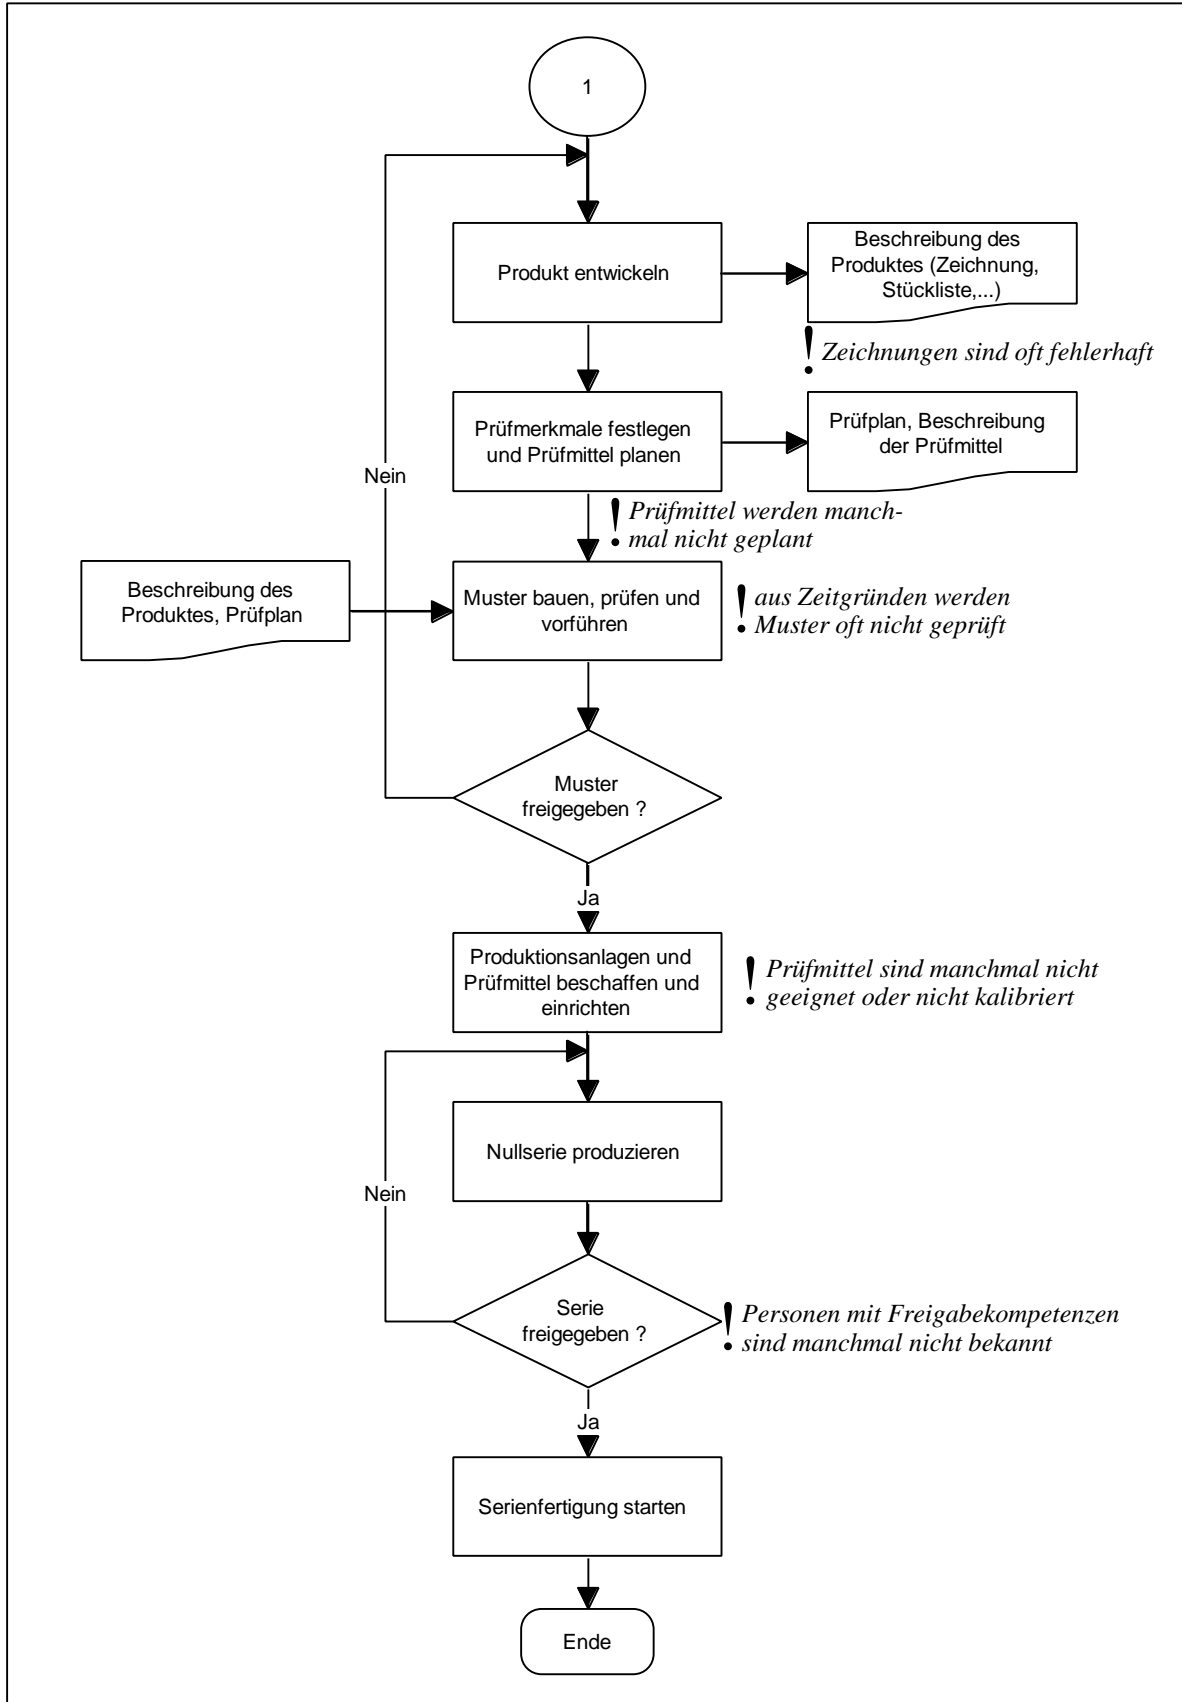 1
Produkt entwickeln
Beschreibung des
Produktes (Zeichnung,
Stückliste,...)
! Zeichnungen sind oft fehlerhaft
Prüfmerkmale festlegen
und Prüfmittel planen
Prüfplan, Beschreibung
der Prüfmittel
Nein
! Prüfmittel werden manch-
mal nicht geplant
Beschreibung des
Produktes, Prüfplan
Muster bauen, prüfen und
vorführen
! aus Zeitgründen werden
Muster oft nicht geprüft
Muster
freigegeben ?
Ja
Produktionsanlagen und
Prüfmittel beschaffen und
einrichten
! Prüfmittel sind manchmal nicht
geeignet oder nicht kalibriert
Nullserie produzieren
Nein
Serie
freigegeben ?
! Personen mit Freigabekompetenzen
sind manchmal nicht bekannt
Ja
Serienfertigung starten
Ende